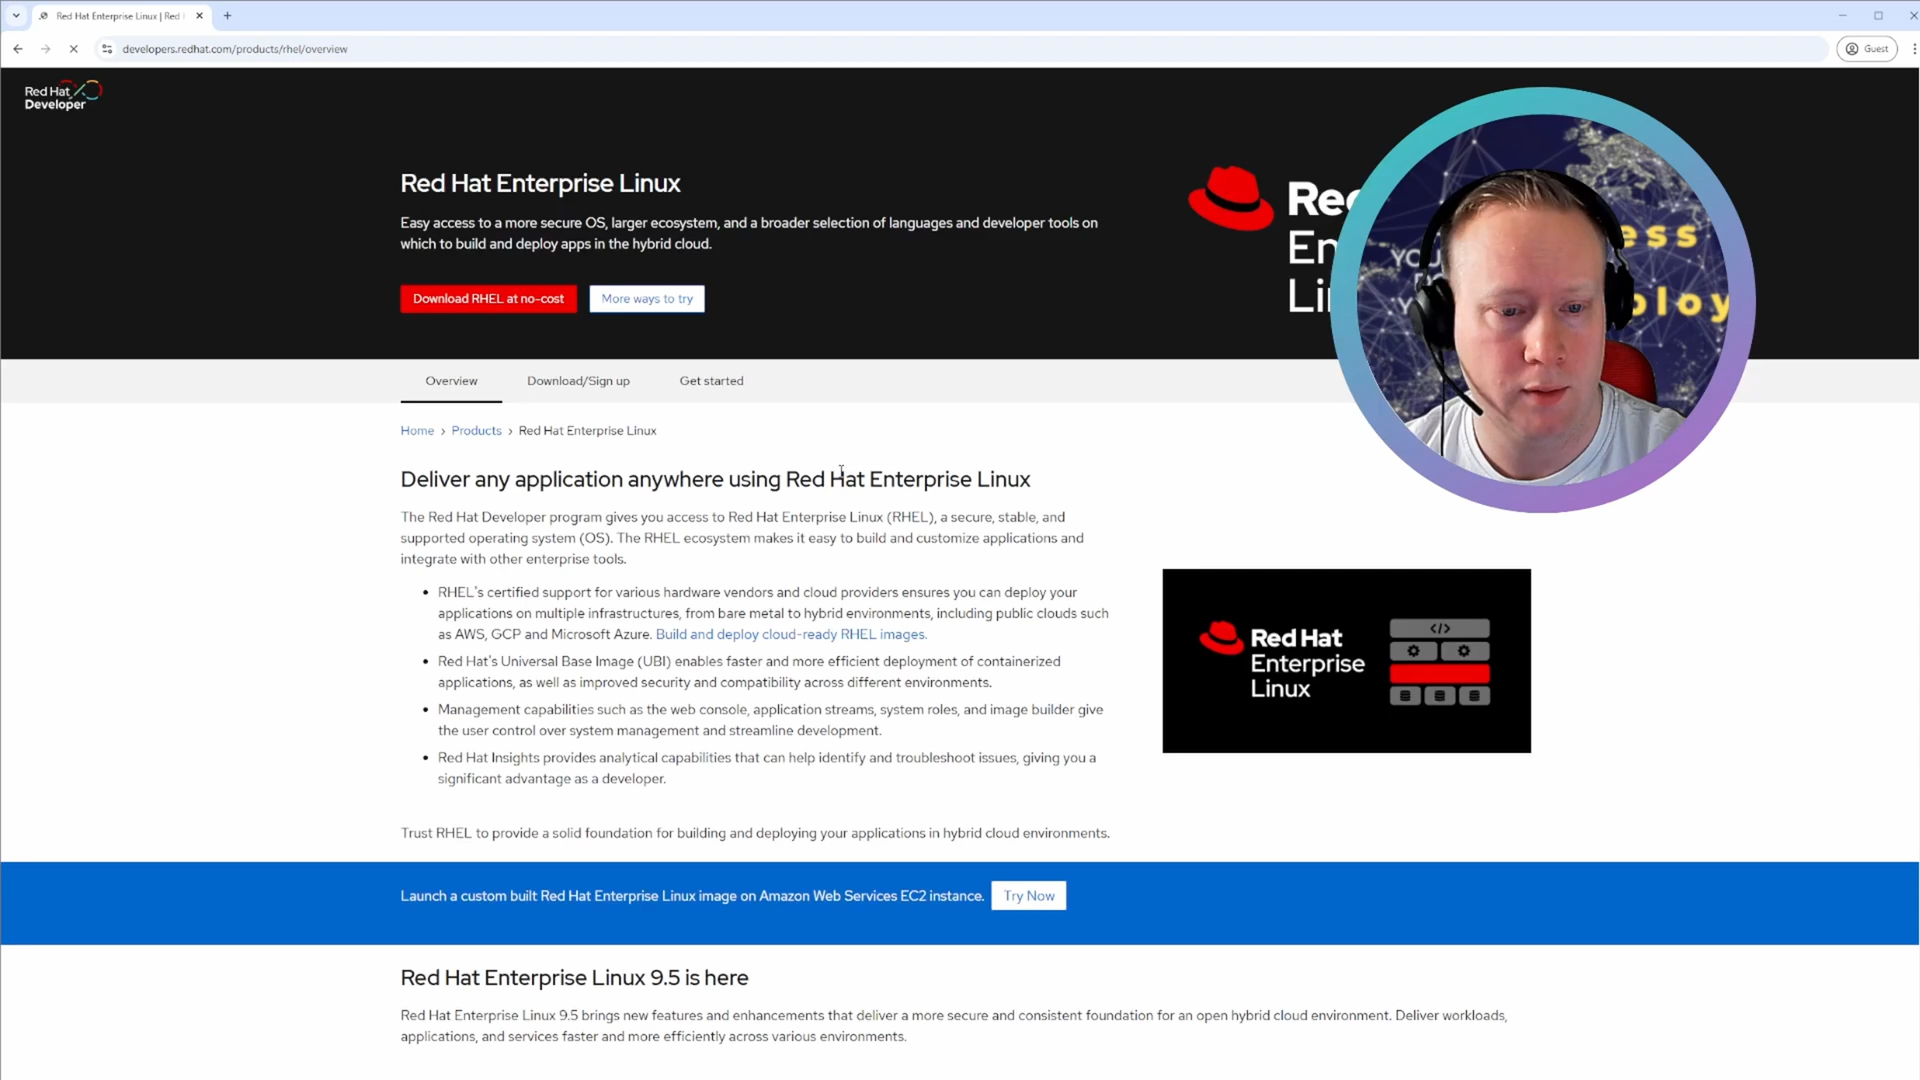 Red Hat Enterprise Linux | Red
developers.redhat.com/products/rhel/overview
Guest
Red Hat
Developer
Red Hat Enterprise Linux
Easy access to a more secure OS, larger ecosystem, and a broader selection of languages and developer tools on
which to build and deploy apps in the hybrid cloud.
Download RHEL at no-cost
More ways to try
Overview
Download/Sign up
Get started
Home › Products › Red Hat Enterprise Linux
Deliver any application anywhere using Red Hat Enterprise Linux
The Red Hat Developer program gives you access to Red Hat Enterprise Linux (RHEL), a secure, stable, and
supported operating system (OS). The RHEL ecosystem makes it easy to build and customize applications and
integrate with other enterprise tools.
• RHEL's certified support for various hardware vendors and cloud providers ensures you can deploy your
applications on multiple infrastructures, from bare metal to hybrid environments, including public clouds such
as AWS, GCP and Microsoft Azure. Build and deploy cloud-ready RHEL images.
• Red Hat's Universal Base Image (UBI) enables faster and more efficient deployment of containerized
applications, as well as improved security and compatibility across different environments.
• Management capabilities such as the web console, application streams, system roles, and image builder give
the user control over system management and streamline development.
• Red Hat Insights provides analytical capabilities that can help identify and troubleshoot issues, giving you a
significant advantage as a developer.
Trust RHEL to provide a solid foundation for building and deploying your applications in hybrid cloud environments.
Red Hat
Enterprise
Linux
</>
Launch a custom built Red Hat Enterprise Linux image on Amazon Web Services EC2 instance.
Try Now
Red Hat Enterprise Linux 9.5 is here
Red Hat Enterprise Linux 9.5 brings new features and enhancements that deliver a more secure and consistent foundation for an open hybrid cloud environment. Deliver workloads,
applications, and services faster and more efficiently across various environments.